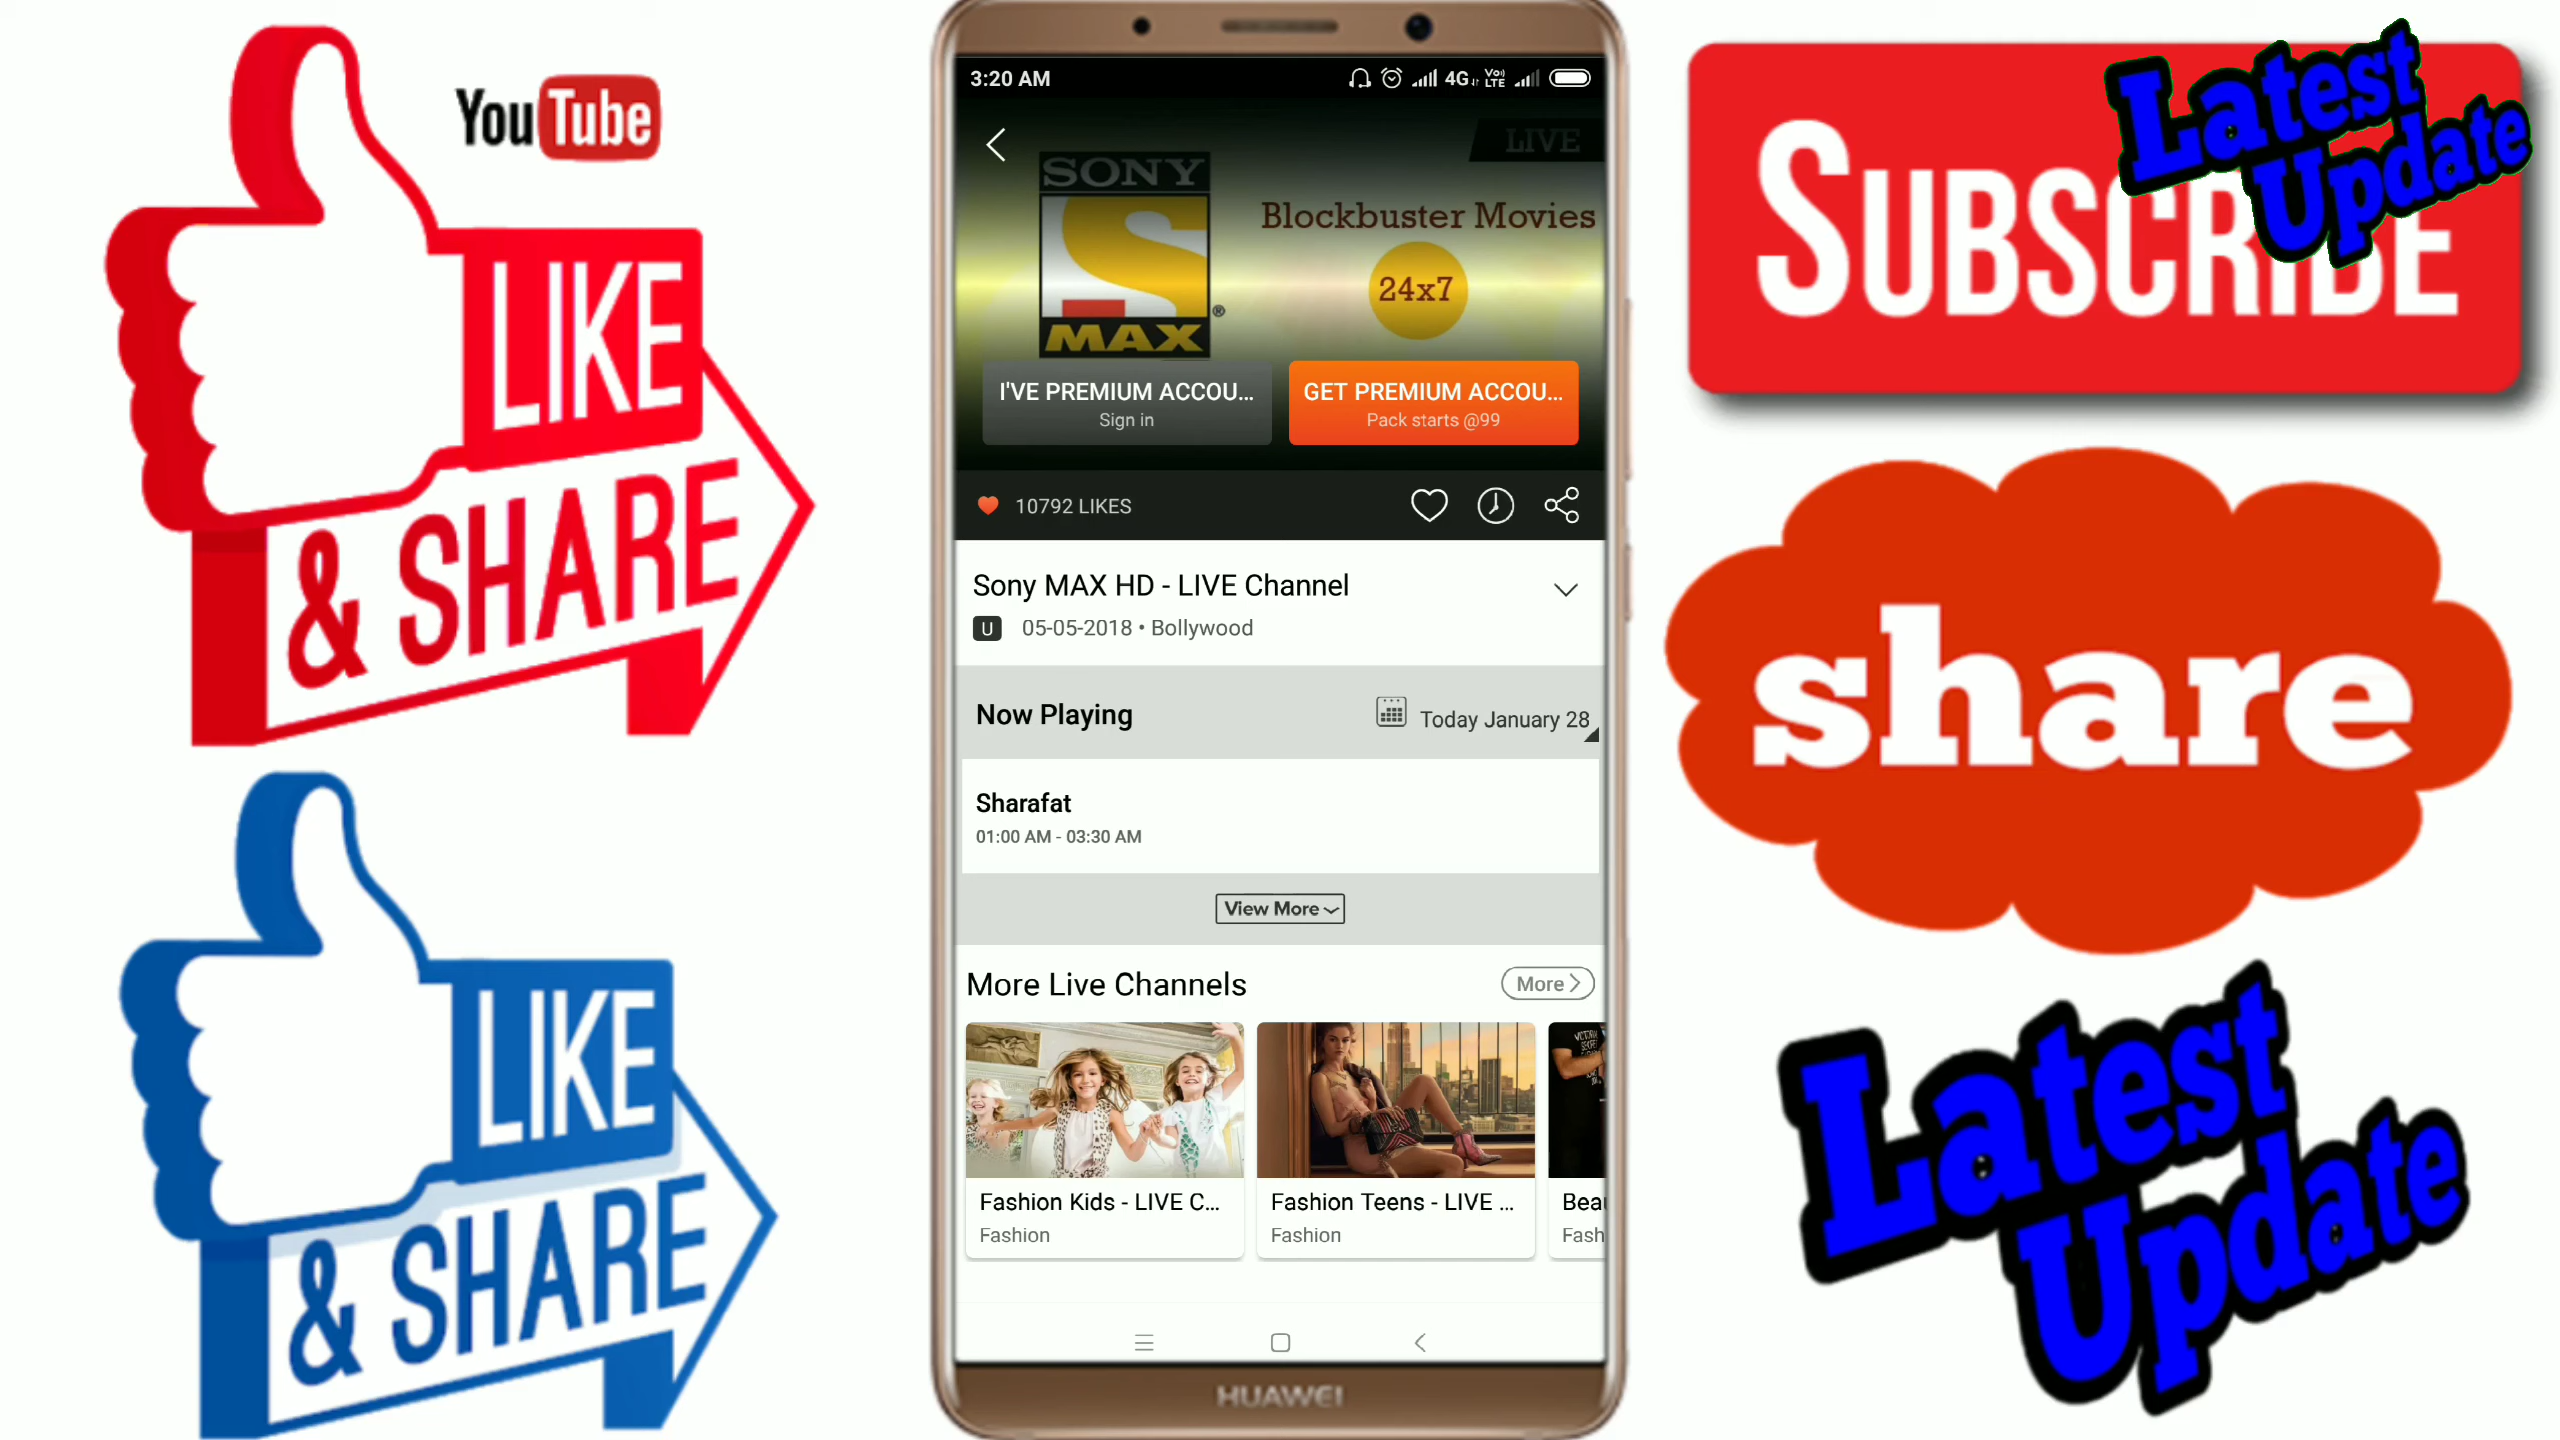 YouTube
LIKE
& SHARE
LIKE
& SHARE
3:20 AM
4G
Vo)
LTE
LIVE
SONY
MAX
®
Blockbuster Movies
24x7
I'VE PREMIUM ACCOU...
Sign in
GET PREMIUM ACCOU...
Pack starts @99
10792 LIKES
Sony MAX HD - LIVE Channel
U 05-05-2018 • Bollywood
Now Playing
Today January 28
Sharafat
01:00 AM - 03:30 AM
View More
More Live Channels
More
Fashion Kids - LIVE C...
Fashion
Fashion Teens - LIVE ...
Fashion
Beau
Fash
HUAWEI
SUBSCRIBE
Latest
Update
share
Latest
Update